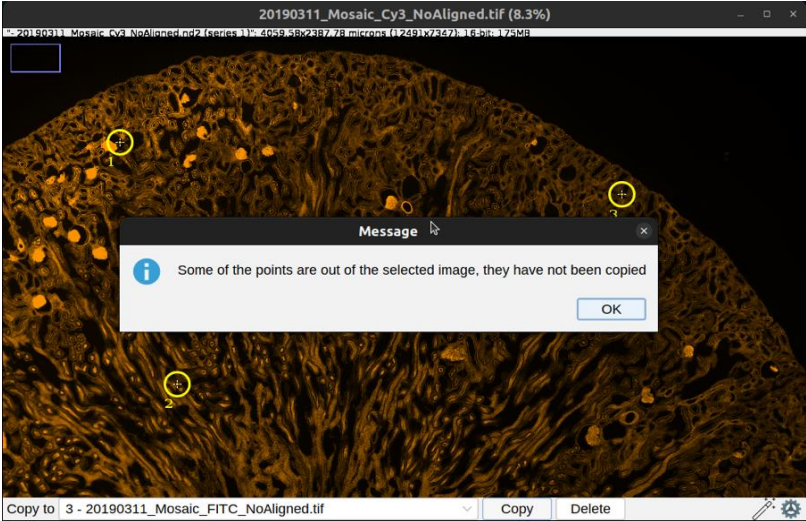 20190311_Mosaic_Cy3_NoAligned.tif (8.3%)
"- 20190311_Mosaic_Cy3_NoAligned.nd2 (series 1)": 4059.58x2387.78 microns (12491x7347); 16-bit; 175MB
1
3
Message
Some of the points are out of the selected image, they have not been copied
OK
2
Copy to 3 - 20190311_Mosaic_FITC_NoAligned.tif Copy Delete